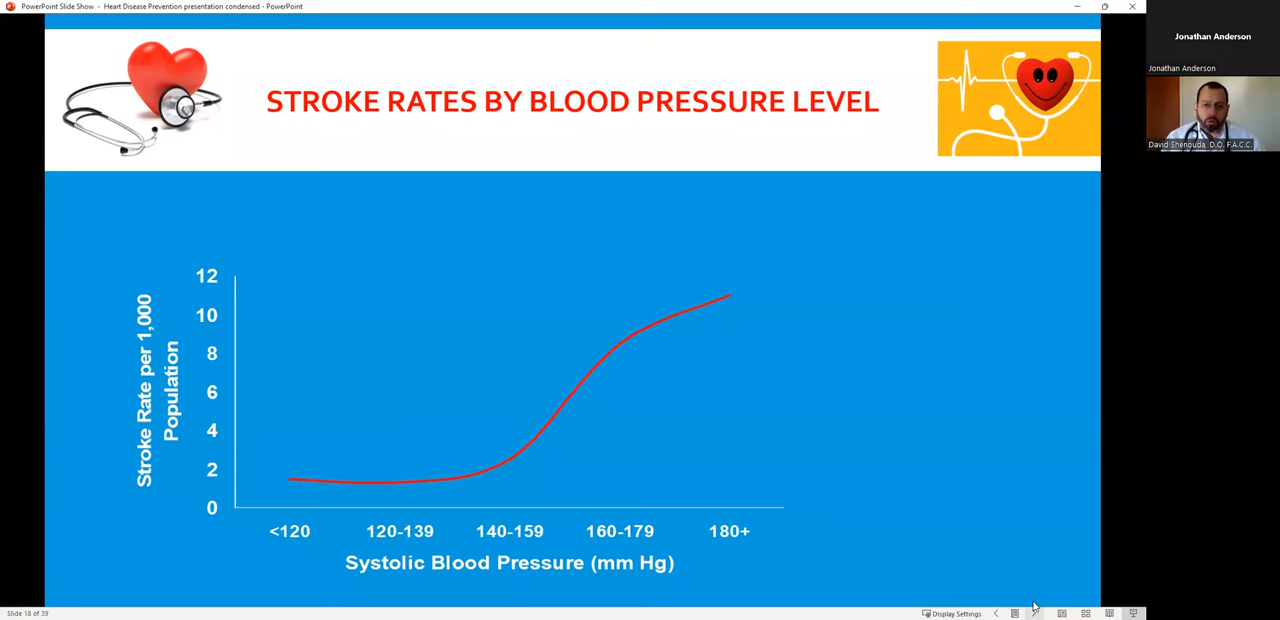 PowerPoint Slide Show - Heart Disease Prevention presentation condensed - PowerPoint
Jonathan Anderson
Jonathan Anderson
David Shenouda, D.O. F.A.C.C.
STROKE RATES BY BLOOD PRESSURE LEVEL
Stroke Rate per 1,000
Population
12
10
8
6
4
2
0
<120 120-139 140-159 160-179 180+
Systolic Blood Pressure (mm Hg)
Slide 18 of 39
Display Settings